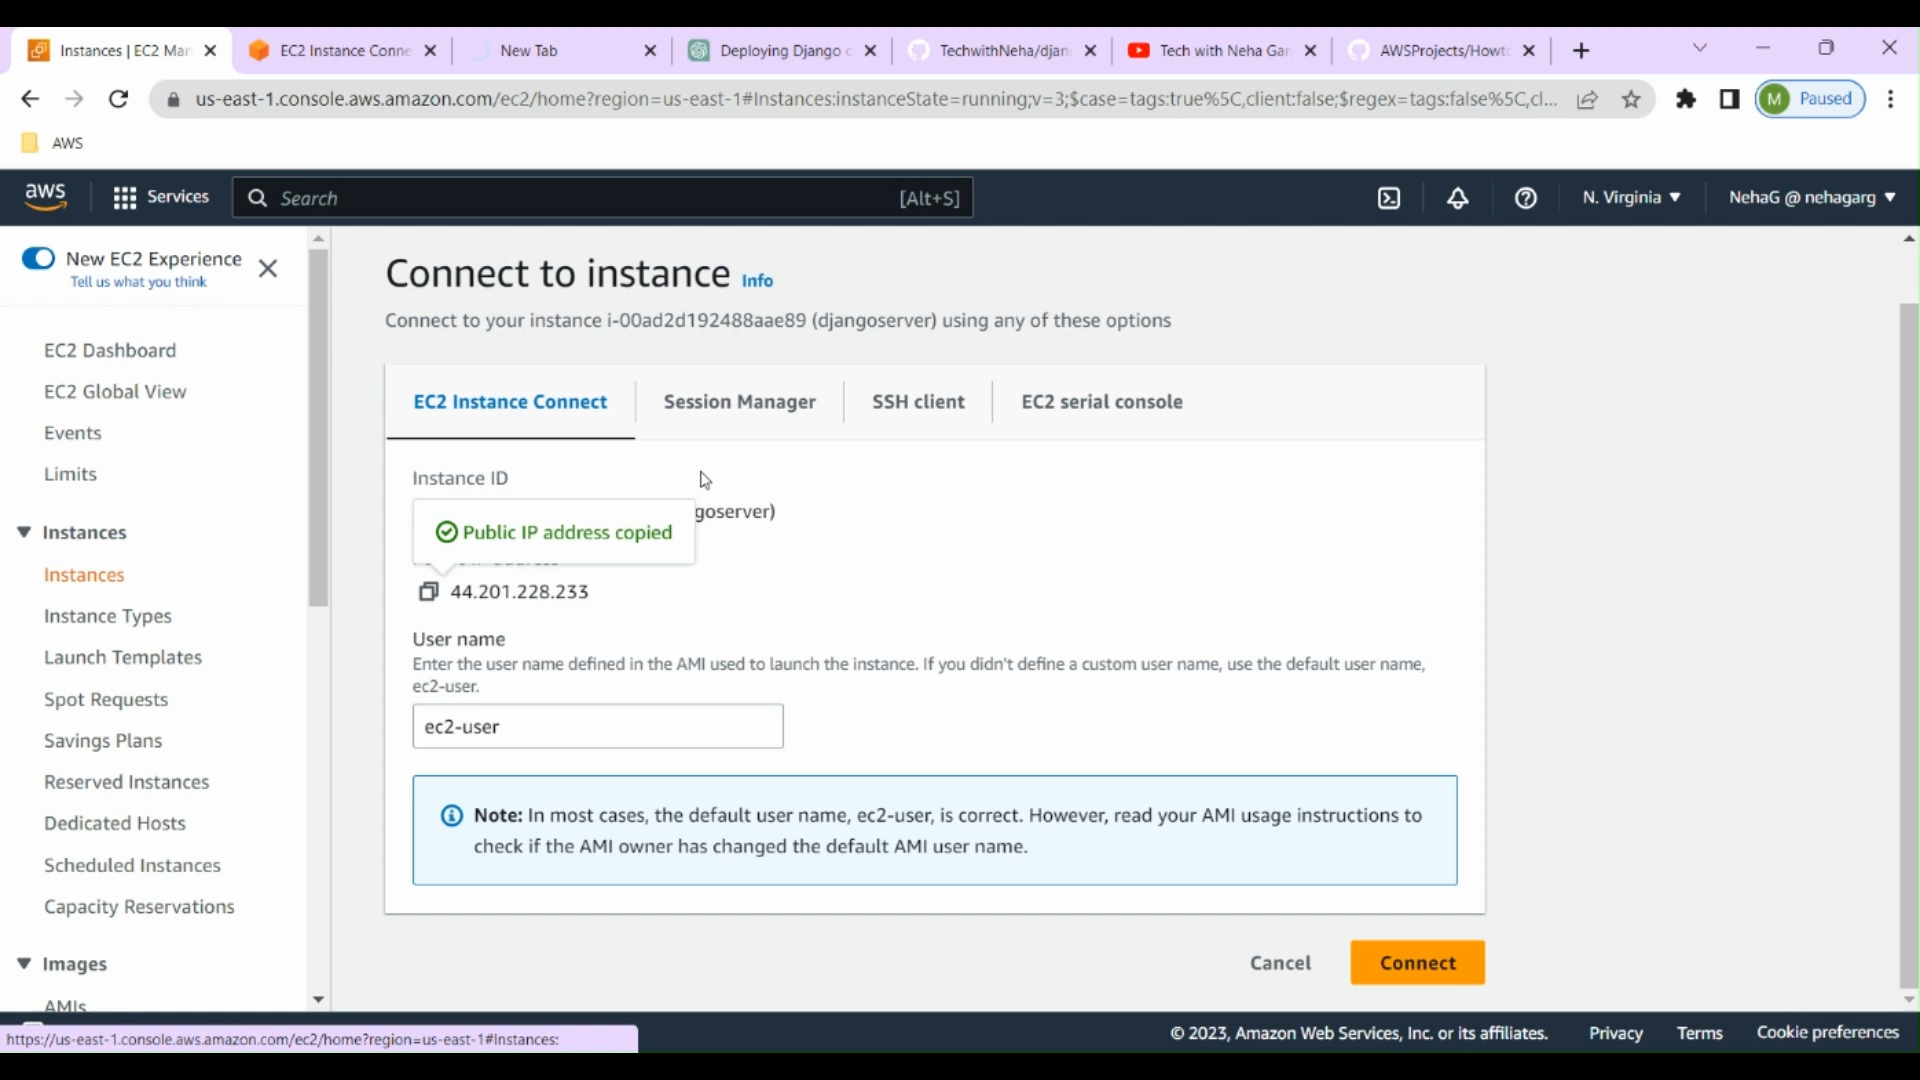 Instances | EC2 Man
EC2 Instance Conne
New Tab
Deploying Django c
TechwithNeha/djan
Tech with Neha Gar
AWSProjects/Howto
us-east-1.console.aws.amazon.com/ec2/home?region=us-east-1#Instances:instanceState=running;v=3;$case=tags:true%5C,client:false;$regex=tags:false%5C,cl...
M Paused
AWS
aws
Services
Search
[Alt+S]
N. Virginia
NehaG @ nehagarg
New EC2 Experience
Tell us what you think
EC2 Dashboard
EC2 Global View
Events
Limits
Instances
Instances
Instance Types
Launch Templates
Spot Requests
Savings Plans
Reserved Instances
Dedicated Hosts
Scheduled Instances
Capacity Reservations
Images
AMIs
Connect to instance Info
Connect to your instance i-00ad2d192488aae89 (djangoserver) using any of these options
EC2 Instance Connect
Session Manager
SSH client
EC2 serial console
Instance ID
goserver)
Public IP address copied
44.201.228.233
User name
Enter the user name defined in the AMI used to launch the instance. If you didn't define a custom user name, use the default user name,
ec2-user.
ec2-user
Note: In most cases, the default user name, ec2-user, is correct. However, read your AMI usage instructions to
check if the AMI owner has changed the default AMI user name.
Cancel
Connect
https://us-east-1.console.aws.amazon.com/ec2/home?region=us-east-1#Instances:
© 2023, Amazon Web Services, Inc. or its affiliates.
Privacy
Terms
Cookie preferences